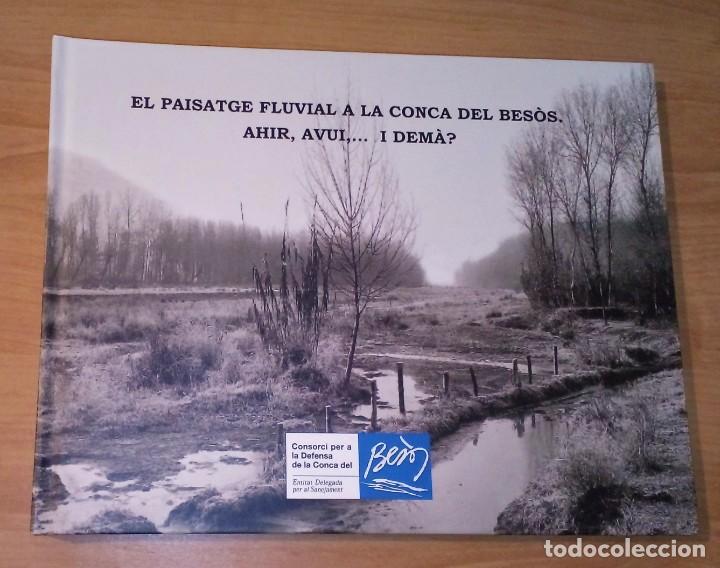 EL PAISATGE FLUVIAL A LA CONCA DEL BESÒS.
AHIR, AVUI,... I DEMÀ?
Consorci per a
la Defensa
de la Conca del
Besòs
Entitat Delegada
per al Sanejament
todocoleccion.net